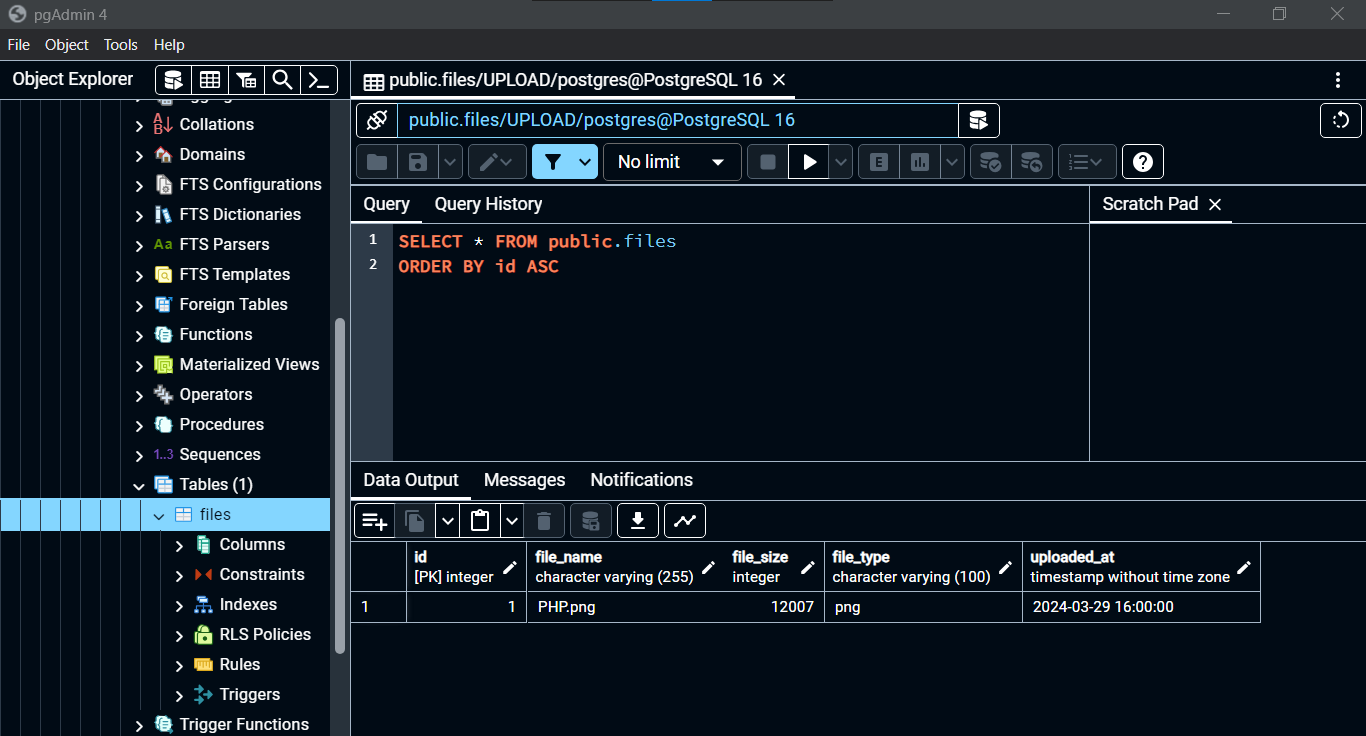 pgAdmin 4
File Object Tools Help
Object Explorer
public.files/UPLOAD/postgres@PostgreSQL 16
public.files/UPLOAD/postgres@PostgreSQL 16
No limit
Collations
Domains
FTS Configurations
FTS Dictionaries
Aa FTS Parsers
FTS Templates
Foreign Tables
Functions
Materialized Views
Operators
Procedures
1..3 Sequences
Tables (1)
files
Columns
Constraints
Indexes
RLS Policies
Rules
Triggers
Trigger Functions
Query Query History
Scratch Pad
1 SELECT * FROM public.files
2 ORDER BY id ASC
Data Output Messages Notifications
id file_name file_size file_type uploaded_at
[PK] integer character varying (255) integer character varying (100) timestamp without time zone
1 1 PHP.png 12007 png 2024-03-29 16:00:00